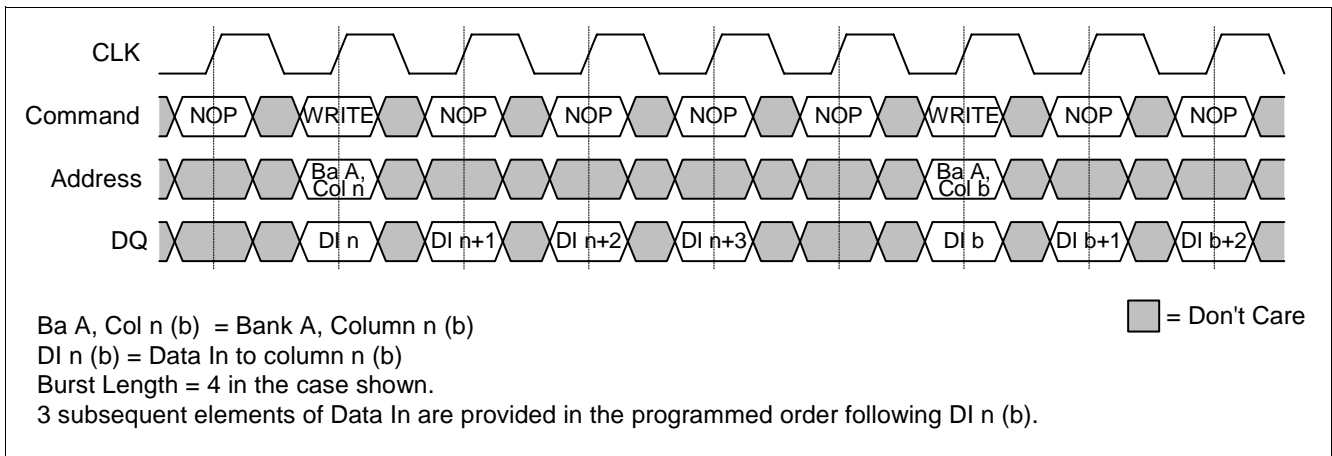 CLK
Command NOP WRITE NOP NOP NOP NOP WRITE NOP NOP
Address Ba A, Col n Ba A, Col b
DQ DI n DI n+1 DI n+2 DI n+3 DI b DI b+1 DI b+2
Ba A, Col n (b) = Bank A, Column n (b)
= Don't Care
DI n (b) = Data In to column n (b)
Burst Length = 4 in the case shown.
3 subsequent elements of Data In are provided in the programmed order following DI n (b).